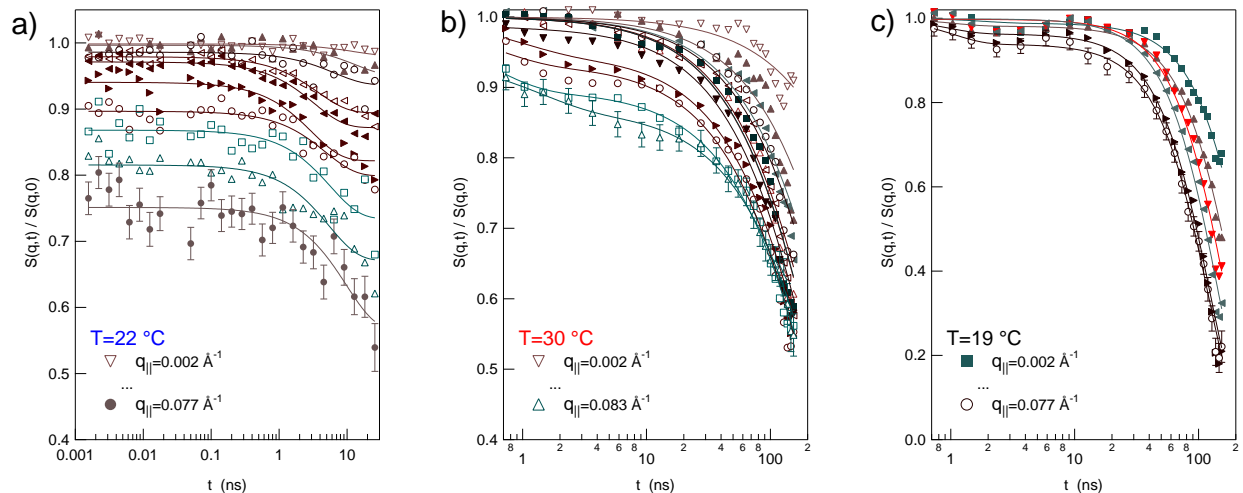 a)
S(q,t) / S(q,0)
1.0
0.9
0.8
0.7
0.6
0.5
0.4
T=22 °C
q||=0.002 Å-1
...
q||=0.077 Å-1
0.001 0.01 0.1 1 10
t (ns)
b)
S(q,t) / S(q,0)
1.0
0.9
0.8
0.7
0.6
0.5
0.4
T=30 °C
q||=0.002 Å-1
...
q||=0.083 Å-1
8 1 2 4 6 8 10 2 4 6 8 100 2
t (ns)
c)
S(q,t) / S(q,0)
1.0
0.8
0.6
0.4
0.2
0.0
T=19 °C
q||=0.002 Å-1
...
q||=0.077 Å-1
8 1 2 4 6 8 10 2 4 6 8 100 2
t (ns)